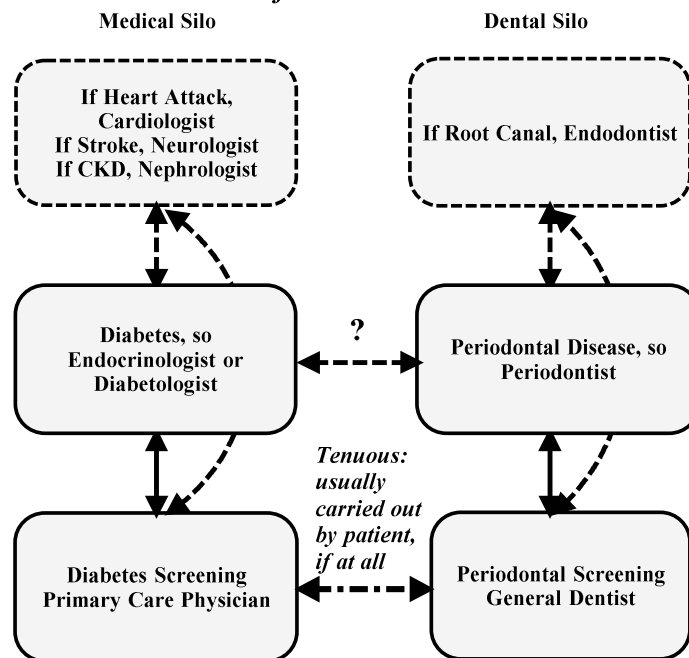 Medical Silo
Dental Silo
If Heart Attack,
Cardiologist
If Stroke, Neurologist
If CKD, Nephrologist
If Root Canal, Endodontist
Diabetes, so
Endocrinologist or
Diabetologist
?
Periodontal Disease, so
Periodontist
Tenuous:
usually
carried out
by patient,
if at all
Diabetes Screening
Primary Care Physician
Periodontal Screening
General Dentist